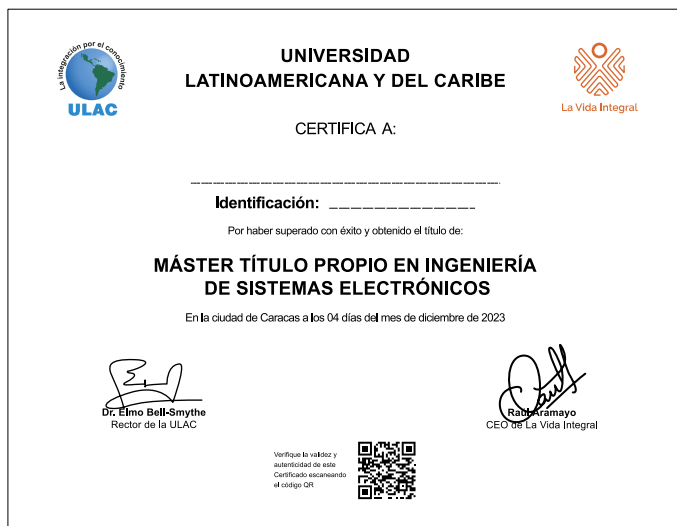 La integración por el conocimiento
ULAC
UNIVERSIDAD
LATINOAMERICANA Y DEL CARIBE
La Vida Integral
CERTIFICA A:
Identificación:
Por haber superado con éxito y obtenido el título de:
MÁSTER TÍTULO PROPIO EN INGENIERÍA
DE SISTEMAS ELECTRÓNICOS
En la ciudad de Caracas a los 04 días del mes de diciembre de 2023
Dr. Elmo Bell-Smythe
Rector de la ULAC
Raúl Aramayo
CEO de La Vida Integral
Verifique la validez y
autenticidad de este
Certificado escaneando
el código QR